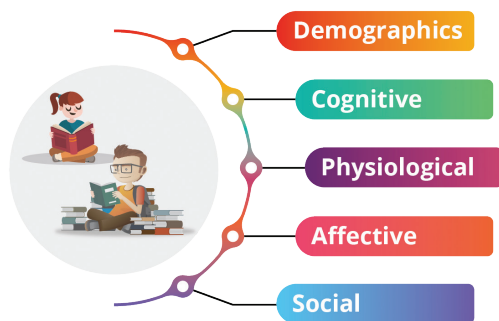 Demographics
Cognitive
Physiological
Affective
Social